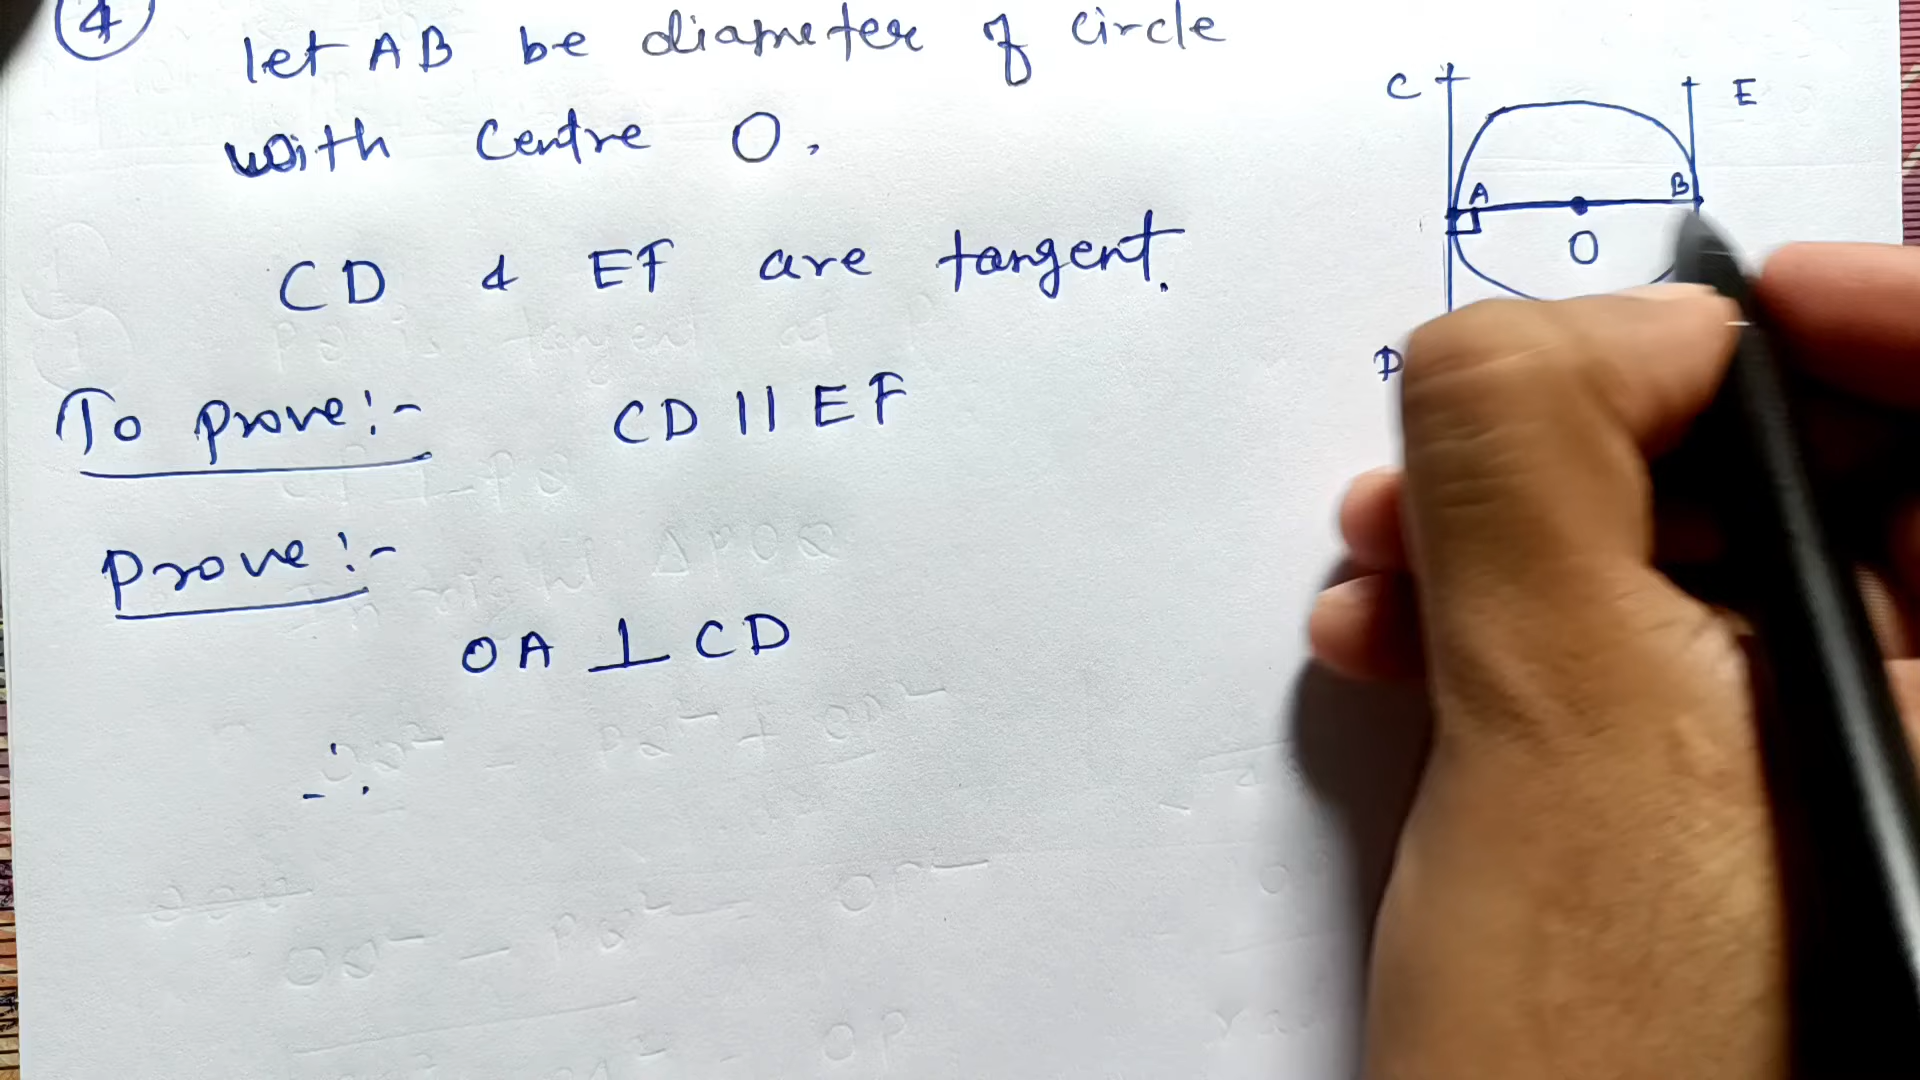 4
let AB be diameter of circle
with Centre O.
CD & EF are tangent.
To prove:-
CD || EF
Prove:-
OA ⊥ CD
∴
C
E
A
B
O
D